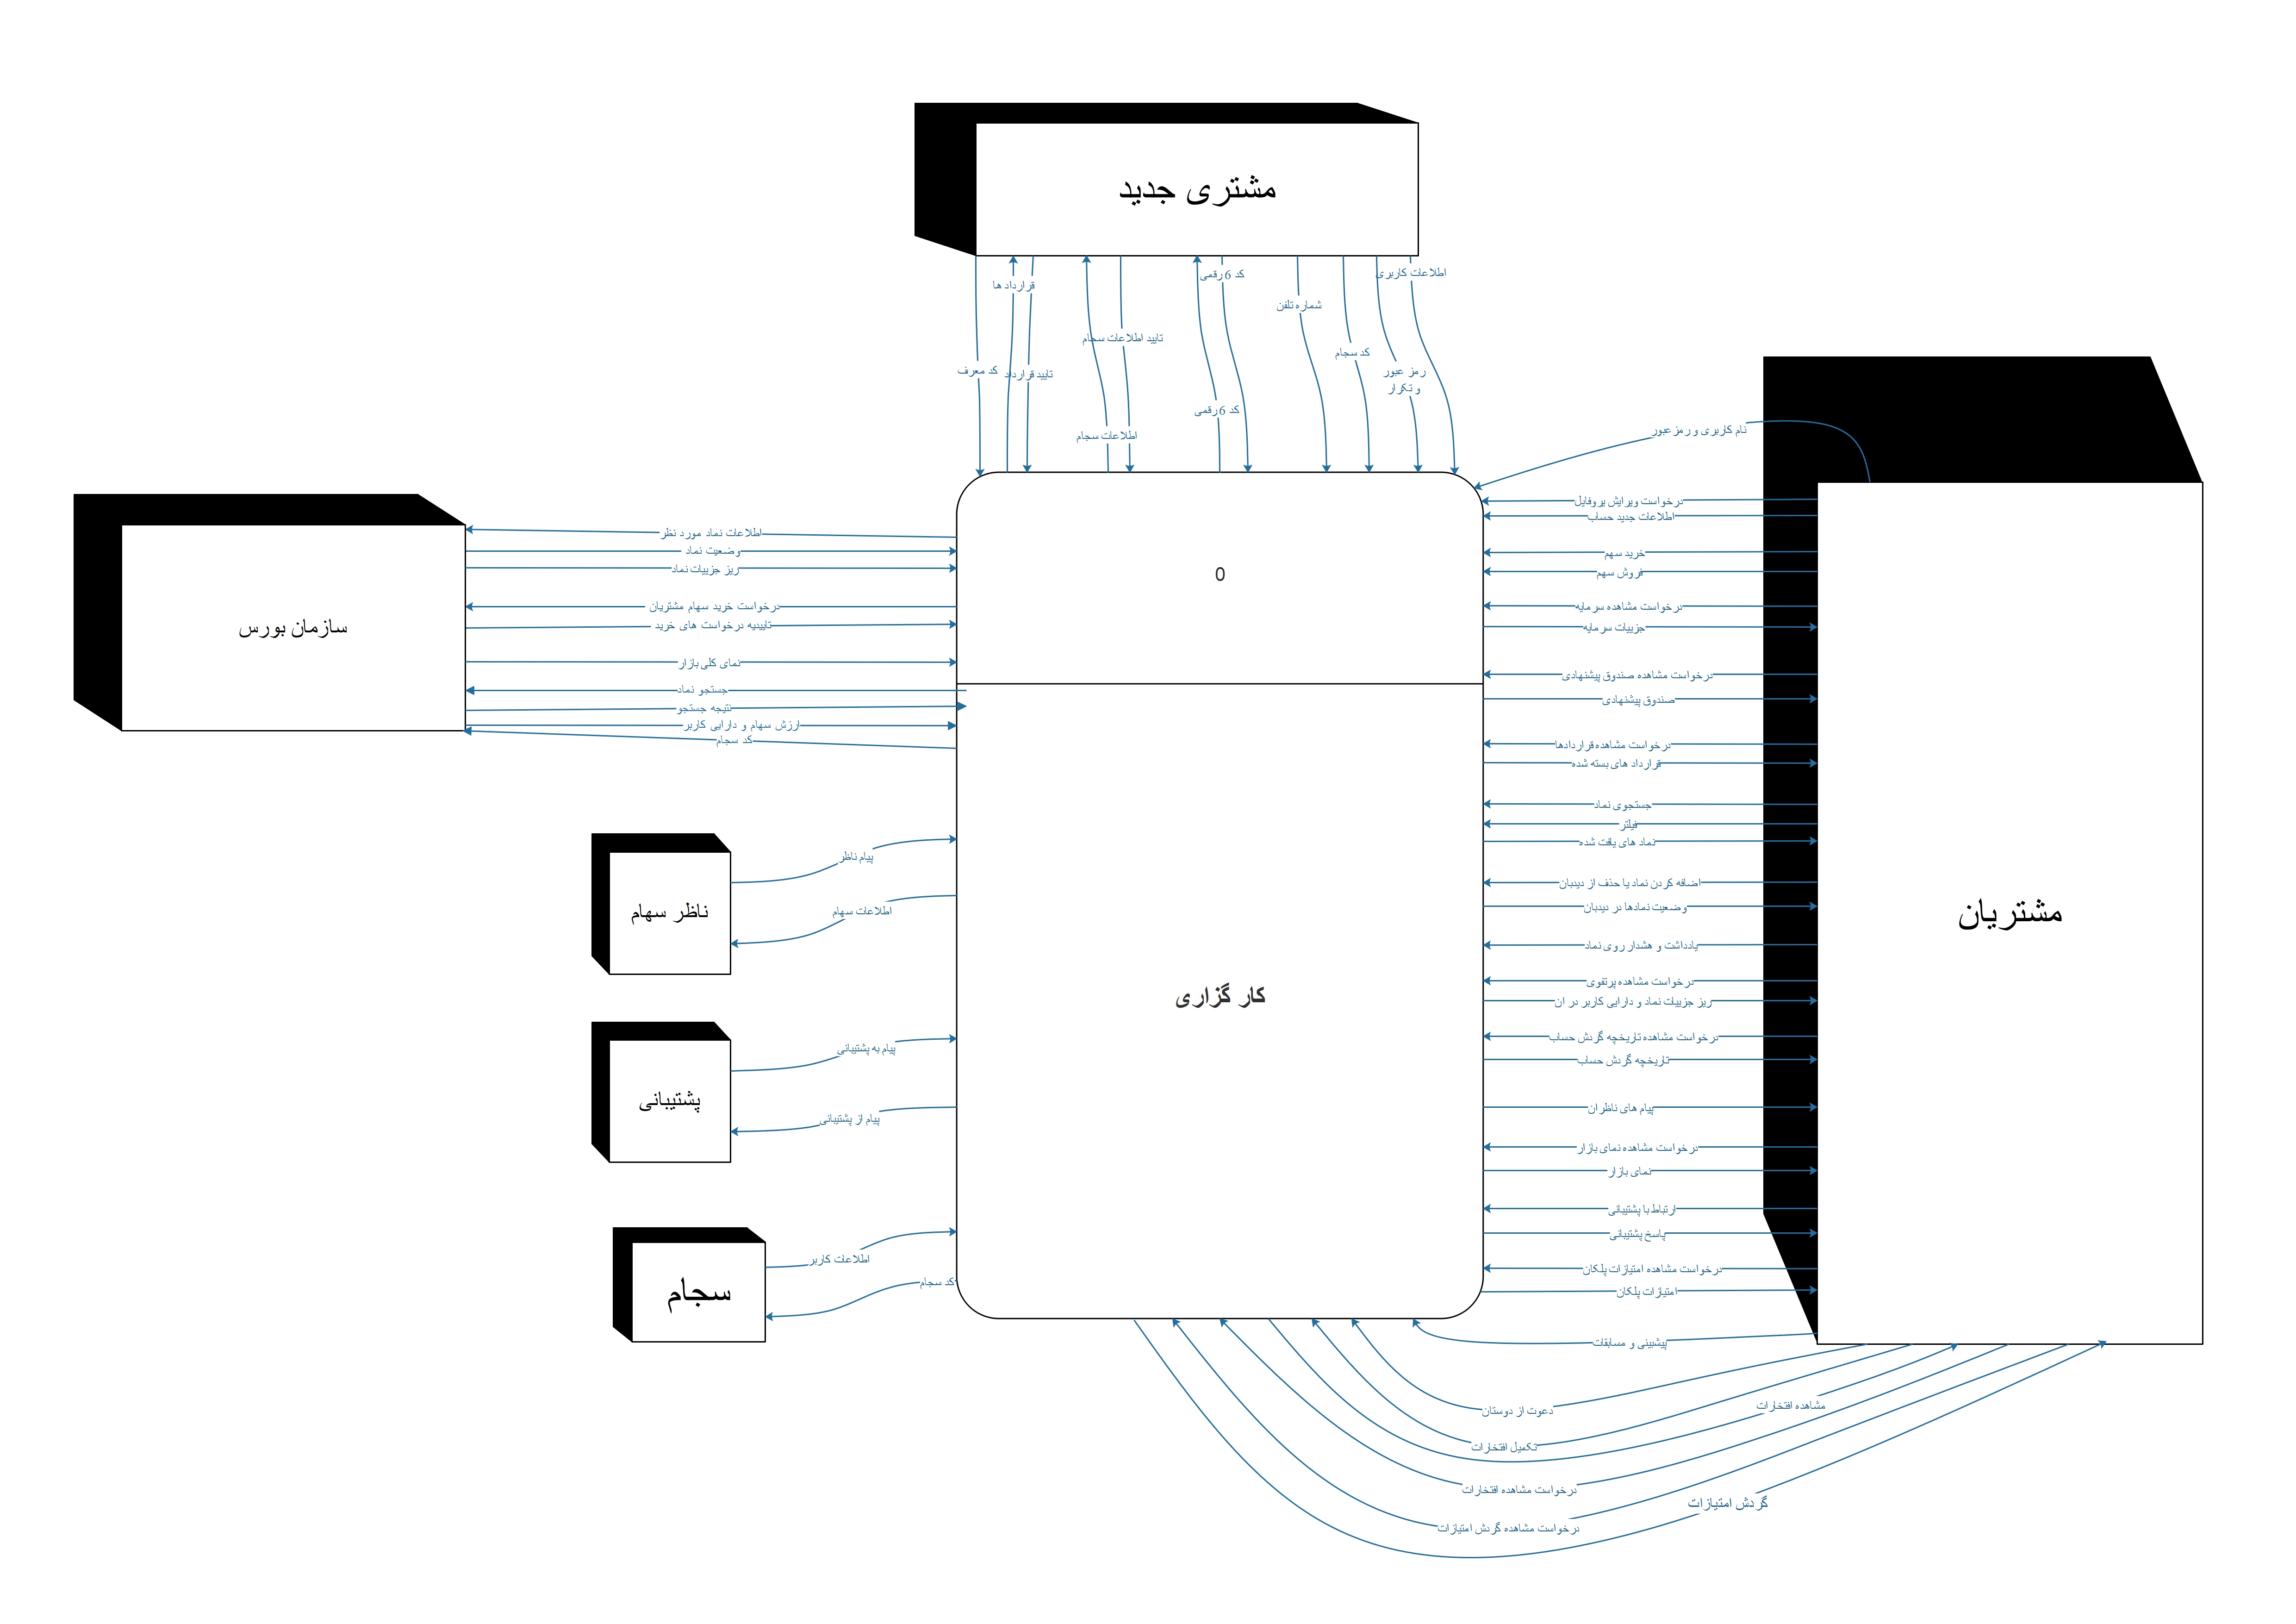 مشتری جدید
اطلاعات کاربری
کد 6 رقمی
قرارداد ها
شماره تلفن
تایید اطلاعات سجام
کد سجام
کد معرف
تایید قرارداد
رمز عبور
و تکرار
کد 6 رقمی
اطلاعات سجام
نام کاربری و رمز عبور
درخواست ویرایش پروفایل
اطلاعات جدید حساب
خرید سهم
فروش سهم
درخواست مشاهده سرمایه
جزییات سرمایه
درخواست مشاهده صندوق پیشنهادی
صندوق پیشنهادی
درخواست مشاهده قراردادها
قرارداد های بسته شده
جستجوی نماد
فیلتر
نماد های یافت شده
اضافه کردن نماد یا حذف از دیدبان
وضعیت نمادها در دیدبان
یادداشت و هشدار روی نماد
درخواست مشاهده پرتفوی
ریز جزییات نماد و دارایی کاربر در ان
درخواست مشاهده تاریخچه گردش حساب
تاریخچه گردش حساب
پیام های ناظران
درخواست مشاهده نمای بازار
نمای بازار
ارتباط با پشتیبانی
پاسخ پشتیبانی
درخواست مشاهده امتیازات پلکان
امتیازات پلکان
پیشبینی و مسابقات
مشتریان
0
کار گزاری
اطلاعات نماد مورد نظر
وضعیت نماد
ریز جزییات نماد
درخواست خرید سهام مشتریان
تاییدیه درخواست های خرید
نمای کلی بازار
جستجو نماد
نتیجه جستجو
ارزش سهام و دارایی کاربر
کد سجام
سازمان بورس
پیام ناظر
اطلاعات سهام
ناظر سهام
پیام به پشتیبانی
پیام از پشتیبانی
پشتیبانی
اطلاعات کاربر
کد سجام
سجام
مشاهده افتخارات
دعوت از دوستان
تکمیل افتخارات
درخواست مشاهده افتخارات
گردش امتیازات
درخواست مشاهده گردش امتیازات